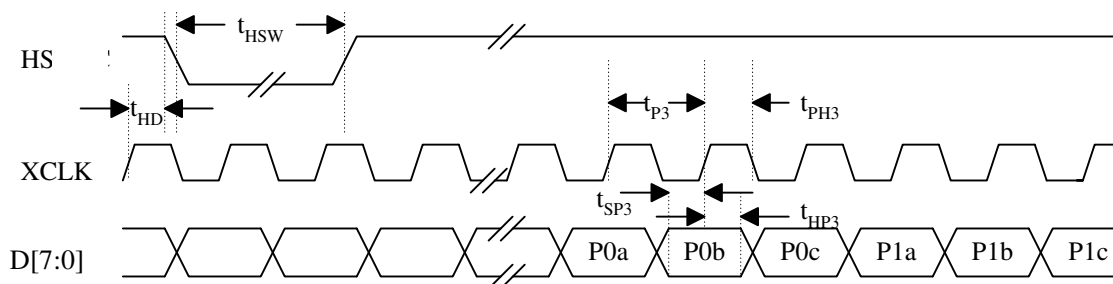 t_HSW
HS
t_HD
t_P3
t_PH3
XCLK
t_SP3
t_HP3
D[7:0]
P0a P0b P0c P1a P1b P1c